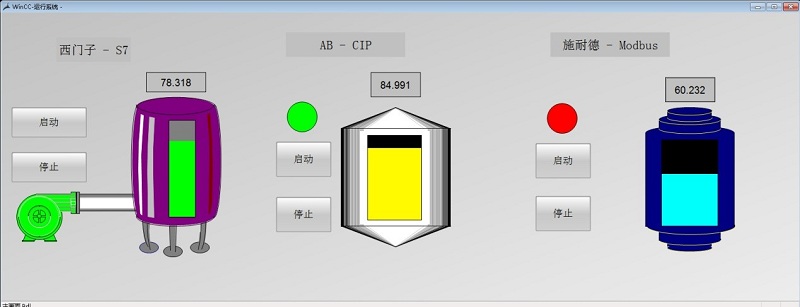 WinCC-运行系统 -
西门子 - S7
AB - CIP
施耐德 - Modbus
78.318
84.991
60.232
启动
停止
启动
停止
启动
停止